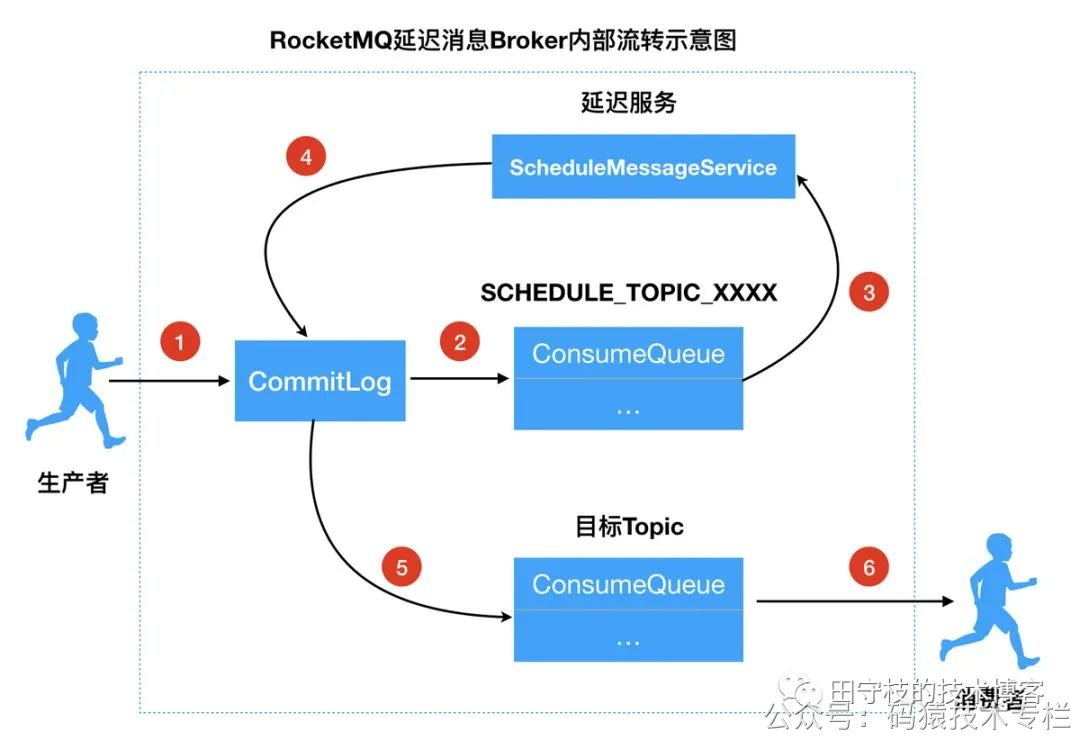 RocketMQ延迟消息Broker内部流转示意图
延迟服务
4
ScheduleMessageService
SCHEDULE_TOPIC_XXXX
3
1
2
ConsumeQueue
CommitLog
...
生产者
目标Topic
5
ConsumeQueue
6
...
田守枝的技术博客
消费者
公众号：码猿技术专栏